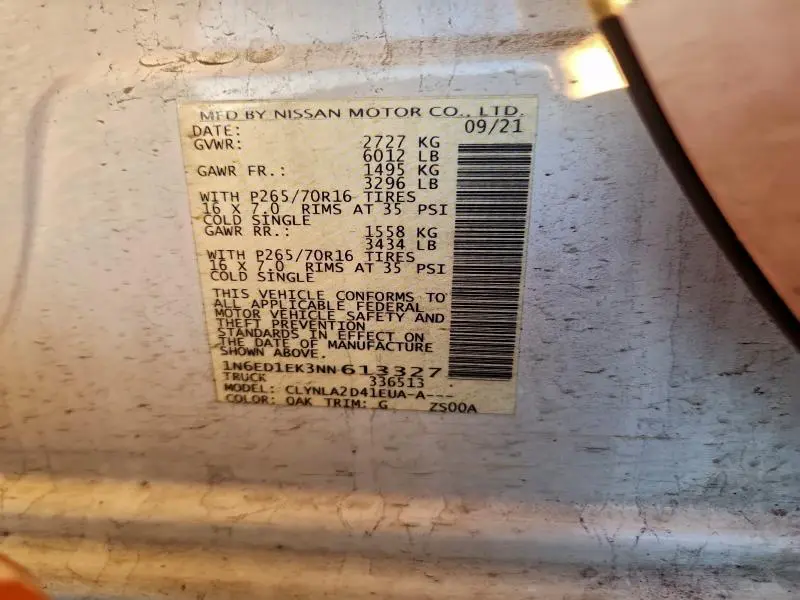 MFD BY NISSAN MOTOR CO., LTD.
DATE: 09/21
GVWR: 2727 KG
6012 LB
GAWR FR.: 1495 KG
3296 LB
WITH P265/70R16 TIRES
16 X 7.0 RIMS AT 35 PSI
COLD SINGLE
GAWR RR.: 1558 KG
3434 LB
WITH P265/70R16 TIRES
16 X 7.0 RIMS AT 35 PSI
COLD SINGLE
THIS VEHICLE CONFORMS TO
ALL APPLICABLE FEDERAL
MOTOR VEHICLE SAFETY AND
THEFT PREVENTION
STANDARDS IN EFFECT ON
THE DATE OF MANUFACTURE
SHOWN ABOVE.
1N6ED1EK3NN613327
TRUCK 336513
MODEL: CLYNLA2D41EUA-A---
COLOR: QAK TRIM: G ZS00A